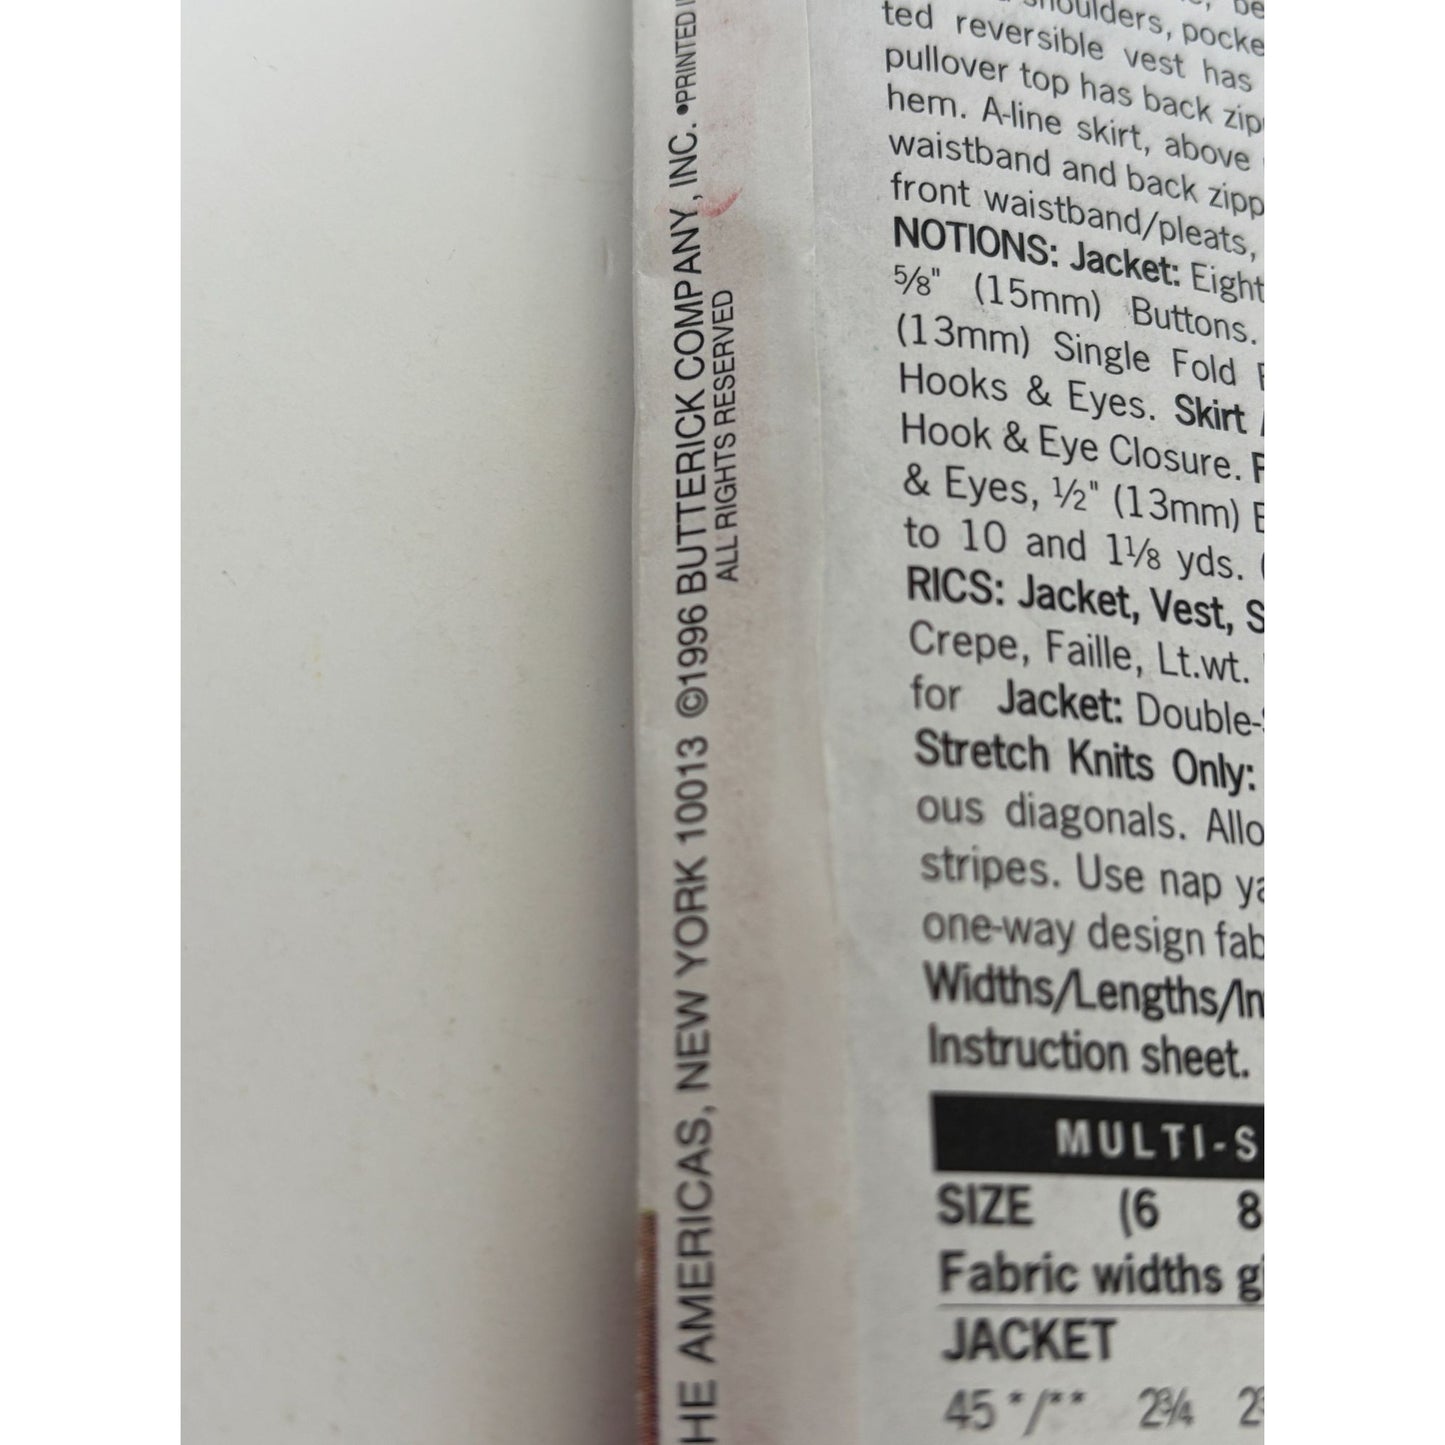 HE AMERICAS, NEW YORK 10013 ©1996 BUTTERICK COMPANY, INC. •PRINTED
ALL RIGHTS RESERVED
shoulders, pocke
ted reversible vest has
pullover top has back zip
hem. A-line skirt, above
waistband and back zipp
front waistband/pleats,
NOTIONS: Jacket: Eight
5/8" (15mm) Buttons.
(13mm) Single Fold
Hooks & Eyes. Skirt
Hook & Eye Closure.
& Eyes, 1/2" (13mm)
to 10 and 1 1/8 yds.
RICS: Jacket, Vest, S
Crepe, Faille, Lt.wt.
for Jacket: Double-
Stretch Knits Only:
ous diagonals. Allo
stripes. Use nap ya
one-way design fab
Widths/Lengths/In
Instruction sheet.
MULTI-S
SIZE (6 8
Fabric widths gi
JACKET
45 */** 2 3/4 2